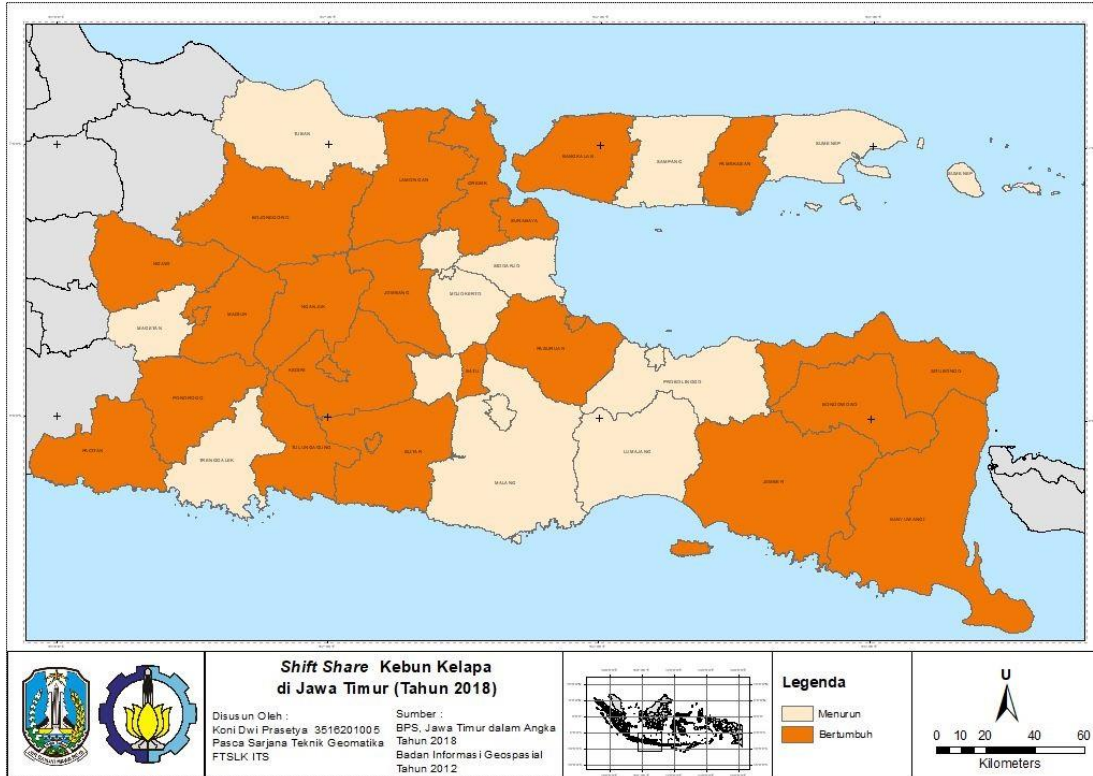 TUBAN
LAMONGAN
GRESIK
BANGKALAN
SAMPANG
PAMEKASAN
SUMENEP
SUMENEP
BOJONEGORO
SURABAYA
NGAWI
JOMBANG
MOJOKERTO
MADIUN
NGANJUK
MAGETAN
PASURUAN
KEDIRI
BATU
PROBOLINGGO
SITUBONDO
PONOROGO
BONDOWOSO
PACITAN
TRENGGALEK
TULUNGAGUNG
BLITAR
MALANG
LUMAJANG
JEMBER
BANYUWANGI
Shift Share Kebun Kelapa
di Jawa Timur (Tahun 2018)
Disusun Oleh :
Koni Dwi Prasetya 3516201005
Pasca Sarjana Teknik Geomatika
FTSLK ITS
Sumber :
BPS, Jawa Timur dalam Angka
Tahun 2018
Badan Informasi Geospasial
Tahun 2012
Legenda
Menurun
Bertumbuh
U
0 5 10 20 40 60
Kilometers